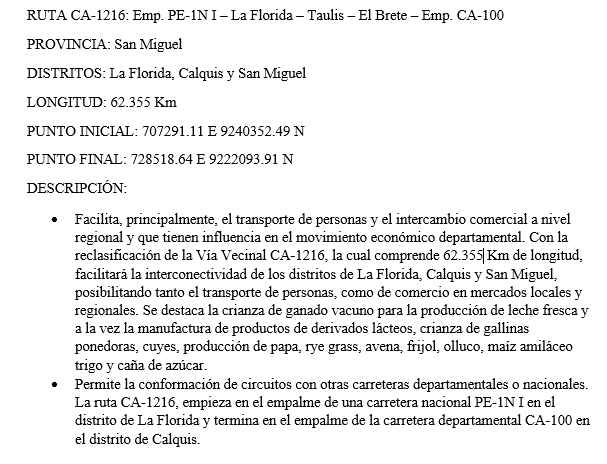 RUTA CA-1216: Emp. PE-1N I – La Florida – Taulis – El Brete – Emp. CA-100
PROVINCIA: San Miguel
DISTRITOS: La Florida, Calquis y San Miguel
LONGITUD: 62.355 Km
PUNTO INICIAL: 707291.11 E 9240352.49 N
PUNTO FINAL: 728518.64 E 9222093.91 N
DESCRIPCIÓN:
• Facilita, principalmente, el transporte de personas y el intercambio comercial a nivel
regional y que tienen influencia en el movimiento económico departamental. Con la
reclasificación de la Vía Vecinal CA-1216, la cual comprende 62.355 Km de longitud,
facilitará la interconectividad de los distritos de La Florida, Calquis y San Miguel,
posibilitando tanto el transporte de personas, como de comercio en mercados locales y
regionales. Se destaca la crianza de ganado vacuno para la producción de leche fresca y
a la vez la manufactura de productos de derivados lácteos, crianza de gallinas
ponedoras, cuyes, producción de papa, rye grass, avena, frijol, olluco, maíz amiláceo
trigo y caña de azúcar.
• Permite la conformación de circuitos con otras carreteras departamentales o nacionales.
La ruta CA-1216, empieza en el empalme de una carretera nacional PE-1N I en el
distrito de La Florida y termina en el empalme de la carretera departamental CA-100 en
el distrito de Calquis.